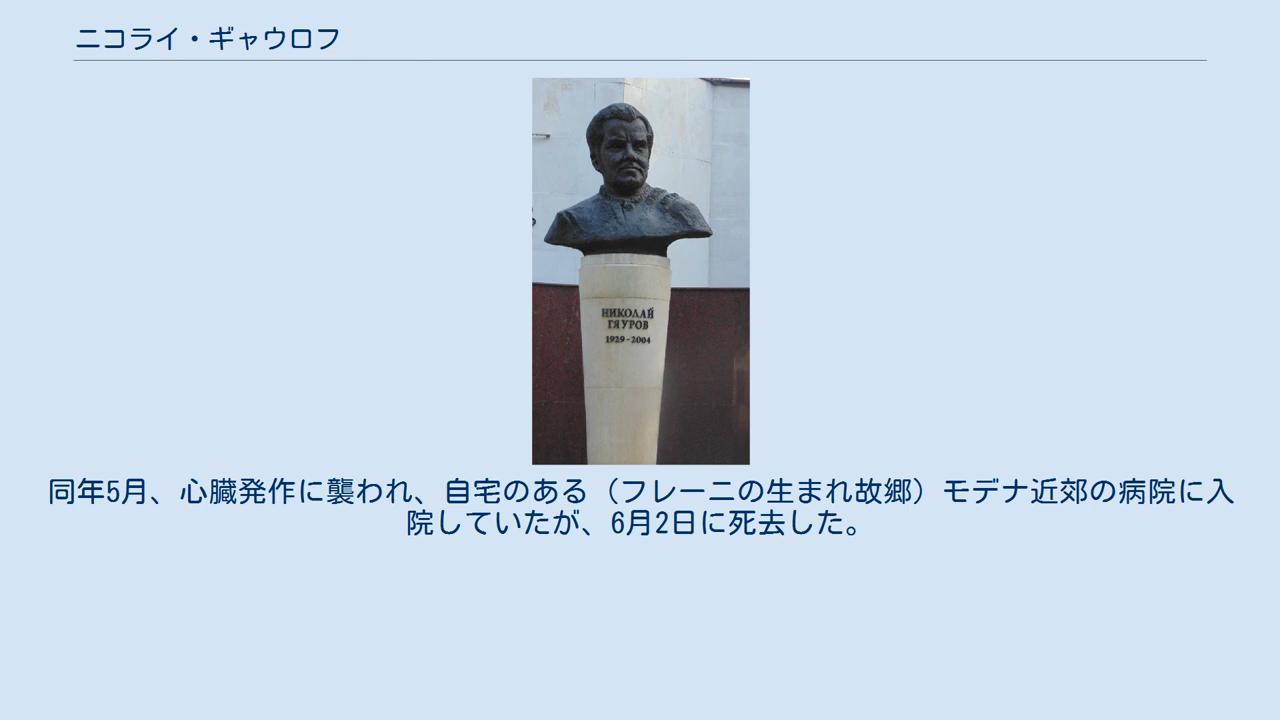 ニコライ・ギャウロフ
НИКОЛАЙ
ГЯУРОВ
1929-2004
同年5月、心臓発作に襲われ、自宅のある（フレーニの生まれ故郷）モデナ近郊の病院に入
院していたが、6月2日に死去した。